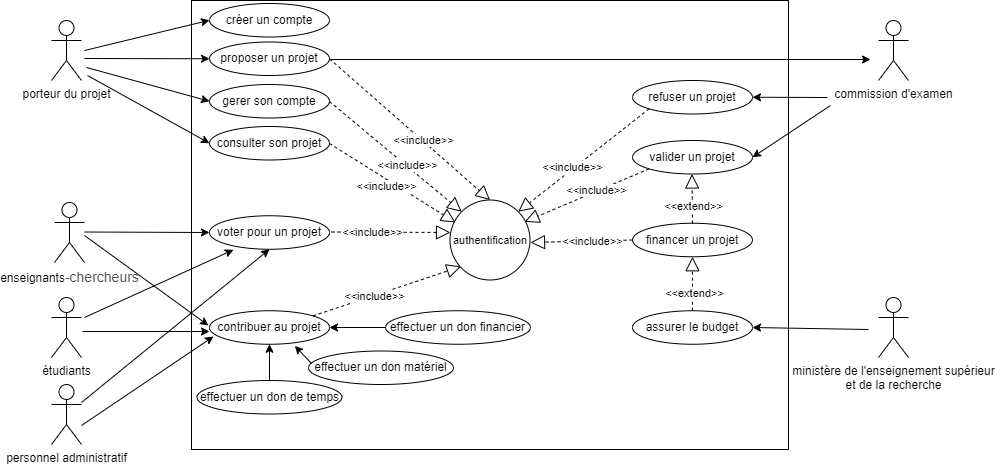 créer un compte
proposer un projet
porteur du projet
commission d'examen
gerer son compte
refuser un projet
consulter son projet
<<include>>
<<include>>
<<include>>
<<include>>
<<include>>
valider un projet
<<extend>>
voter pour un projet
<<include>>
authentification
<<include>>
financer un projet
enseignants-chercheurs
<<include>>
<<extend>>
contribuer au projet
effectuer un don financier
assurer le budget
étudiants
effectuer un don matériel
ministère de l'enseignement supérieur
et de la recherche
effectuer un don de temps
personnel administratif